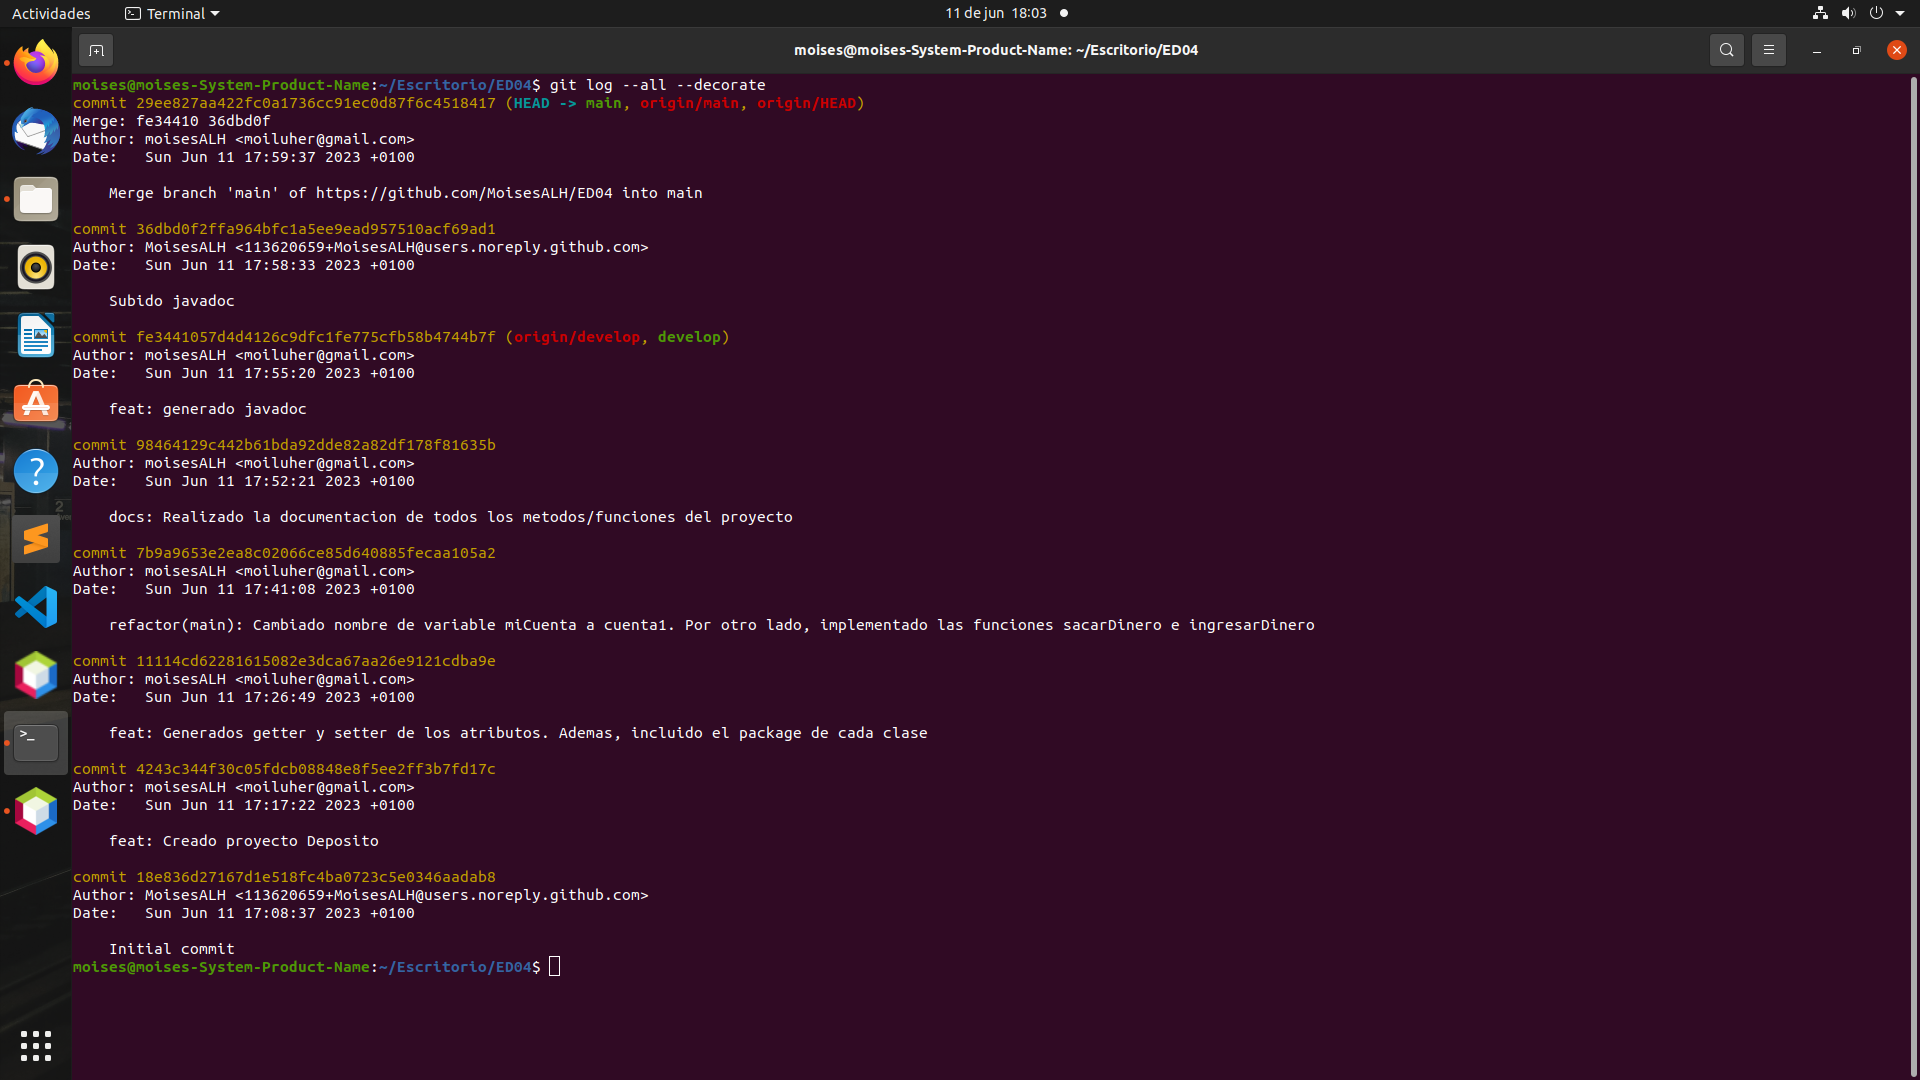 Actividades
Terminal
11 de jun 18:03
moises@moises-System-Product-Name: ~/Escritorio/ED04
moises@moises-System-Product-Name:~/Escritorio/ED04$ git log --all --decorate
commit 29ee827aa422fc0a1736cc91ec0d87f6c4518417 (HEAD -> main, origin/main, origin/HEAD)
Merge: fe34410 36dbd0f
Author: moisesALH <moiluher@gmail.com>
Date:   Sun Jun 11 17:59:37 2023 +0100
Merge branch 'main' of https://github.com/MoisesALH/ED04 into main
commit 36dbd0f2ffa964bfc1a5ee9ead957510acf69ad1
Author: MoisesALH <113620659+MoisesALH@users.noreply.github.com>
Date:   Sun Jun 11 17:58:33 2023 +0100
Subido javadoc
commit fe3441057d4d4126c9dfc1fe775cfb58b4744b7f (origin/develop, develop)
Author: moisesALH <moiluher@gmail.com>
Date:   Sun Jun 11 17:55:20 2023 +0100
feat: generado javadoc
commit 98464129c442b61bda92dde82a82df178f81635b
Author: moisesALH <moiluher@gmail.com>
Date:   Sun Jun 11 17:52:21 2023 +0100
docs: Realizado la documentacion de todos los metodos/funciones del proyecto
commit 7b9a9653e2ea8c02066ce85d640885fecaa105a2
Author: moisesALH <moiluher@gmail.com>
Date:   Sun Jun 11 17:41:08 2023 +0100
refactor(main): Cambiado nombre de variable miCuenta a cuenta1. Por otro lado, implementado las funciones sacarDinero e ingresarDinero
commit 11114cd62281615082e3dca67aa26e9121cdba9e
Author: moisesALH <moiluher@gmail.com>
Date:   Sun Jun 11 17:26:49 2023 +0100
feat: Generados getter y setter de los atributos. Ademas, incluido el package de cada clase
commit 4243c344f30c05fdcb08848e8f5ee2ff3b7fd17c
Author: moisesALH <moiluher@gmail.com>
Date:   Sun Jun 11 17:17:22 2023 +0100
feat: Creado proyecto Deposito
commit 18e836d27167d1e518fc4ba0723c5e0346aadab8
Author: MoisesALH <113620659+MoisesALH@users.noreply.github.com>
Date:   Sun Jun 11 17:08:37 2023 +0100
Initial commit
moises@moises-System-Product-Name:~/Escritorio/ED04$